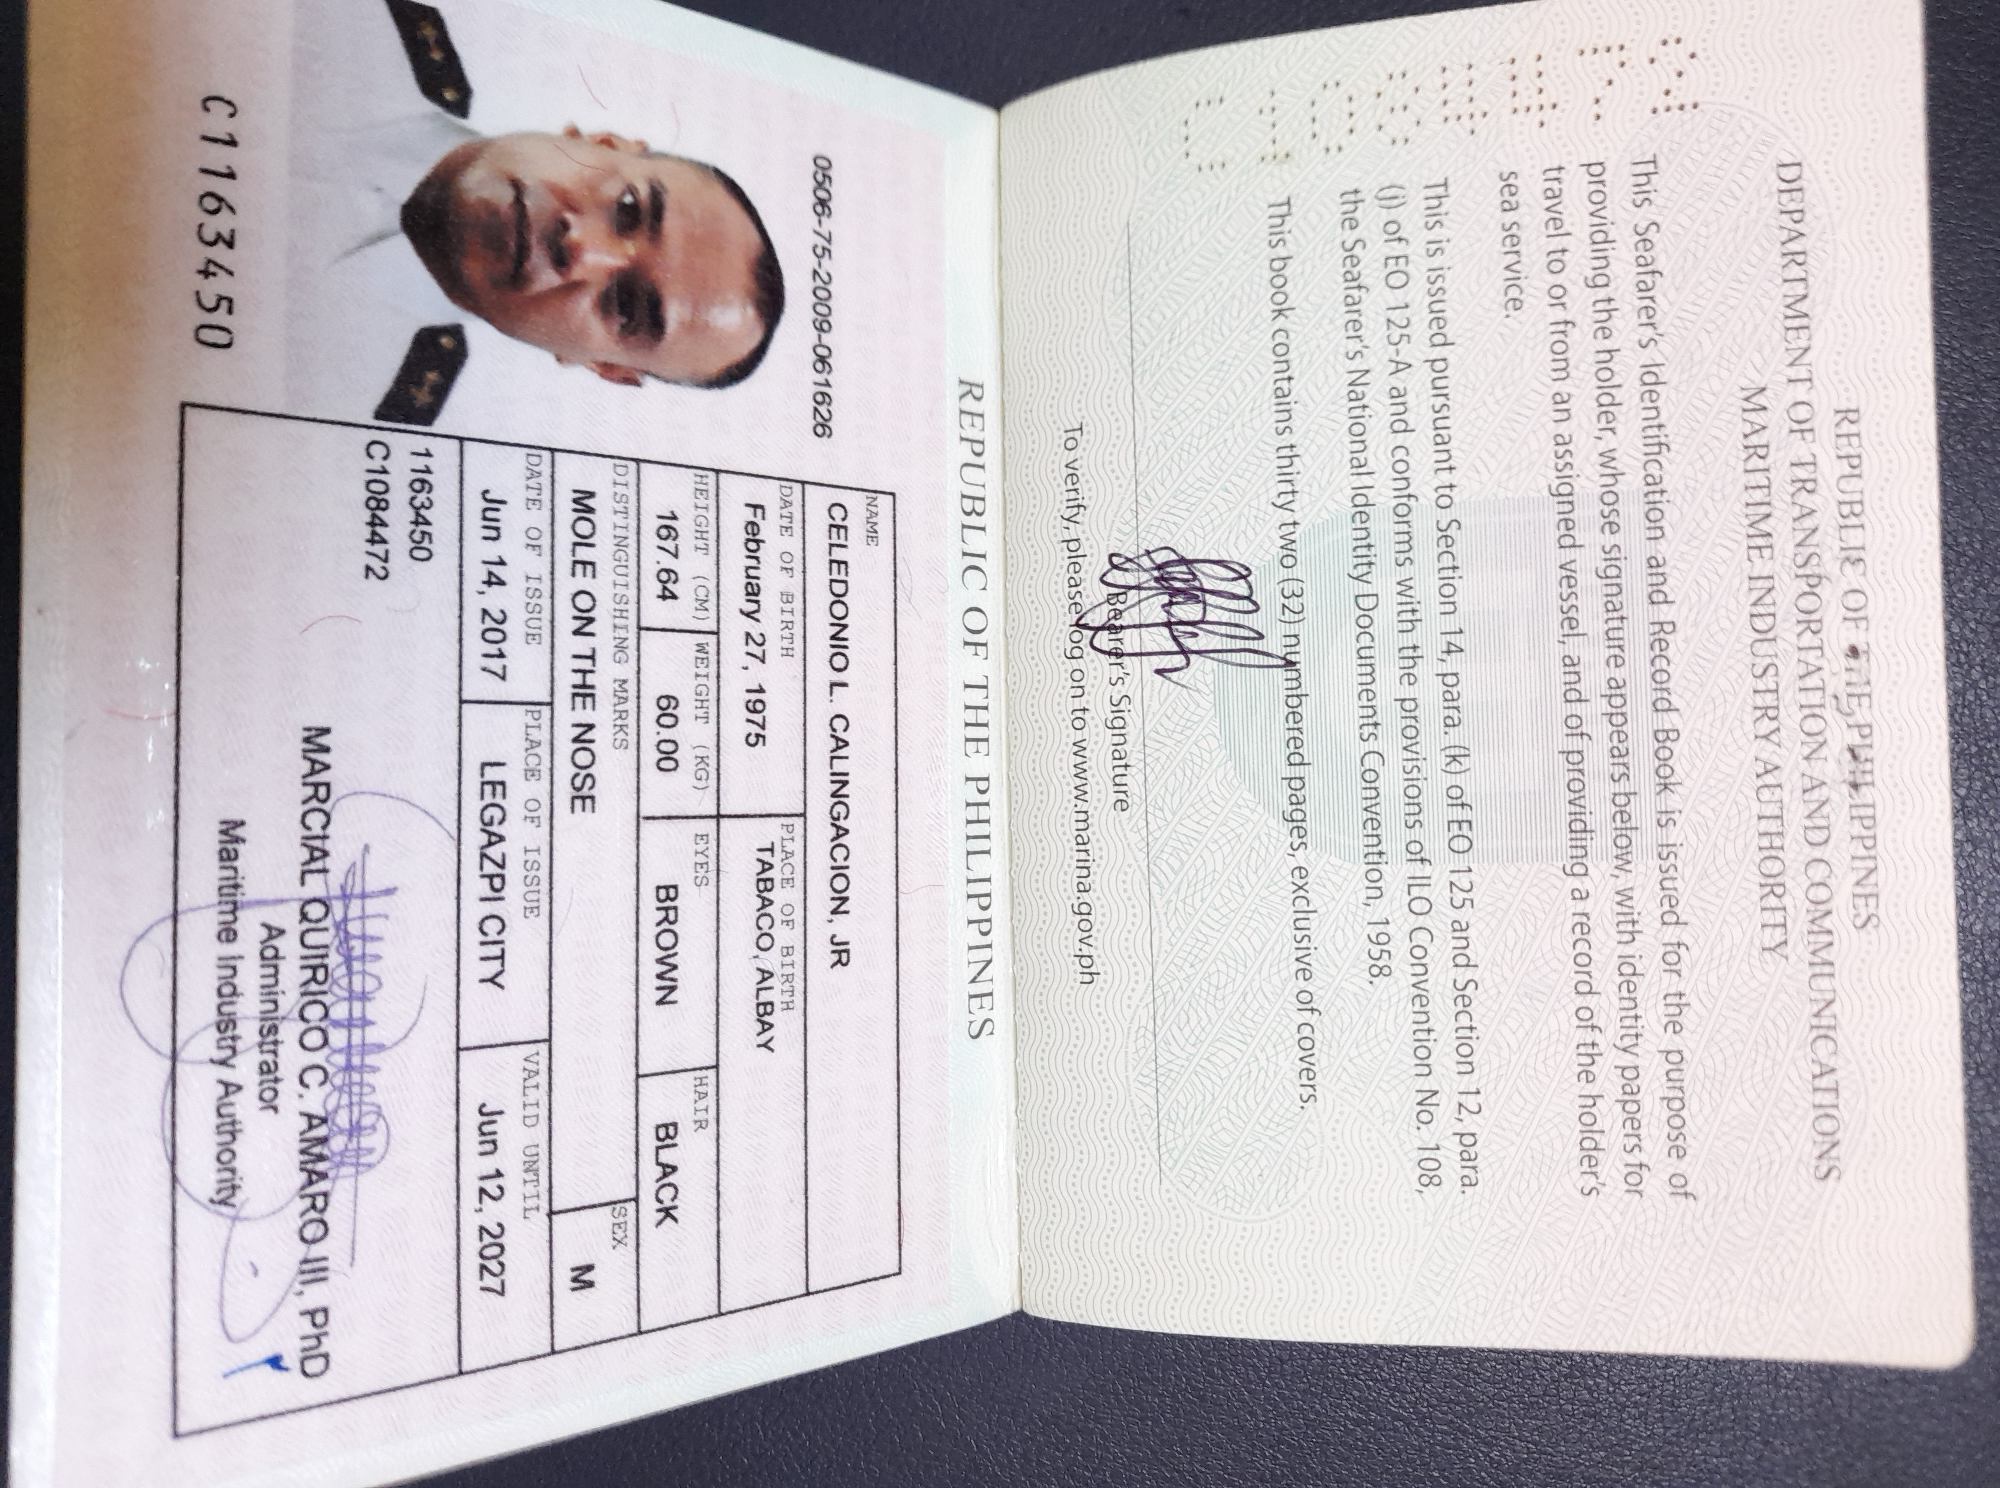 REPUBLIC OF THE PHILIPPINES
DEPARTMENT OF TRANSPORTATION AND COMMUNICATIONS
MARITIME INDUSTRY AUTHORITY
This Seafarer's Identification and Record Book is issued for the purpose of
providing the holder, whose signature appears below, with identity papers for
travel to or from an assigned vessel, and of providing a record of the holder's
sea service.
This is issued pursuant to Section 14, para. (k) of EO 125 and Section 12, para.
(j) of EO 125-A and conforms with the provisions of ILO Convention No. 108,
the Seafarer's National Identity Documents Convention, 1958.
This book contains thirty two (32) numbered pages, exclusive of covers.
Bearer's Signature
To verify, please log on to www.marina.gov.ph
REPUBLIC OF THE PHILIPPINES
0506-75-2009-061626
NAME
CELEDONIO L. CALINGACION, JR
DATE OF BIRTH PLACE OF BIRTH
February 27, 1975 TABACO, ALBAY
HEIGHT (CM) WEIGHT (KG) EYES HAIR
167.64 60.00 BROWN BLACK
DISTINGUISHING MARKS SEX
MOLE ON THE NOSE M
DATE OF ISSUE PLACE OF ISSUE VALID UNTIL
Jun 14, 2017 LEGAZPI CITY Jun 12, 2027
1163450
C1084472
MARCIAL QUIRICO C. AMARO III, PhD
Administrator
Maritime Industry Authority
C1163450